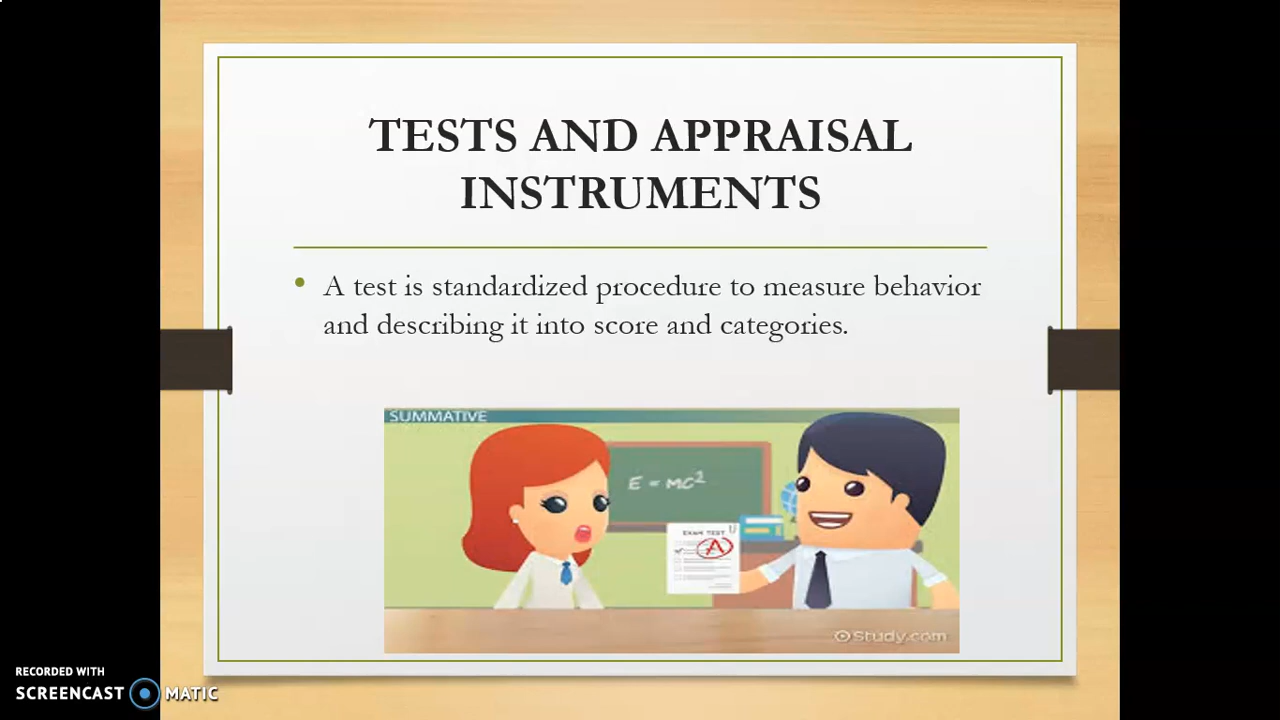 TESTS AND APPRAISAL
INSTRUMENTS
• A test is standardized procedure to measure behavior
and describing it into score and categories.
SUMMATIVE
E = MC²
EXAM TEST
A
Study.com
RECORDED WITH
SCREENCAST MATIC